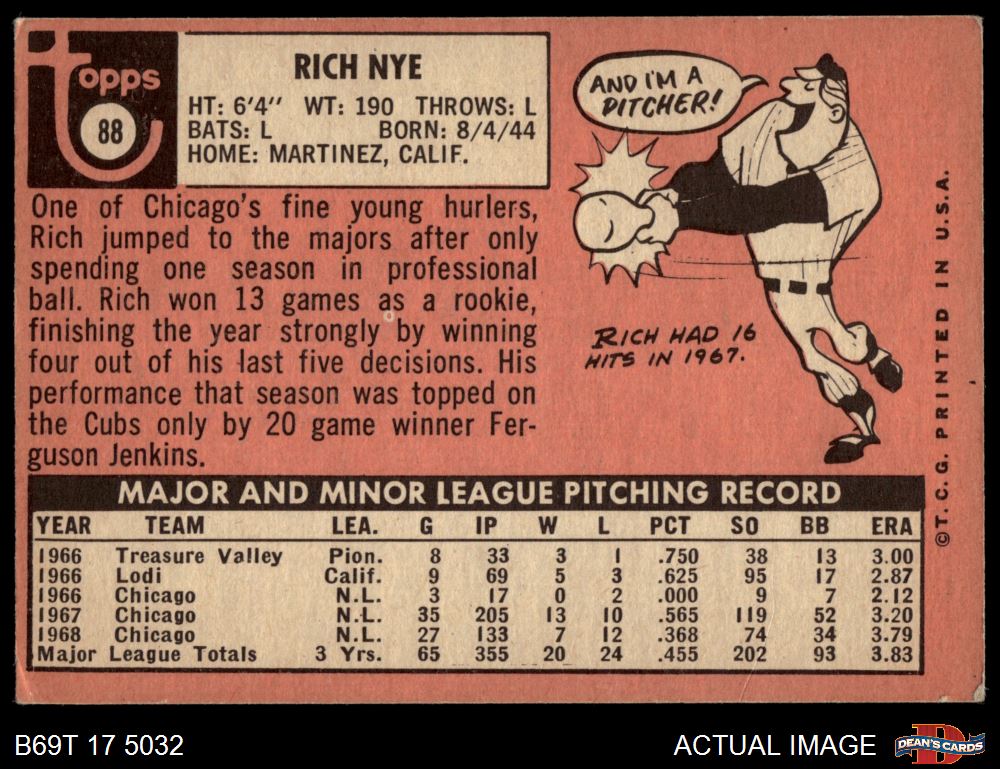 Topps
88
RICH NYE
HT: 6'4" WT: 190 THROWS: L
BATS: L BORN: 8/4/44
HOME: MARTINEZ, CALIF.
One of Chicago's fine young hurlers,
Rich jumped to the majors after only
spending one season in professional
ball. Rich won 13 games as a rookie,
finishing the year strongly by winning
four out of his last five decisions. His
performance that season was topped on
the Cubs only by 20 game winner Fer-
guson Jenkins.
AND I'M A
PITCHER!
RICH HAD 16
HITS IN 1967.
©T. C. G. PRINTED IN U.S.A.
MAJOR AND MINOR LEAGUE PITCHING RECORD
YEAR TEAM LEA. G IP W L PCT SO BB ERA
1966 Treasure Valley Pion. 8 33 3 1 .750 38 13 3.00
1966 Lodi Calif. 9 69 5 3 .625 95 17 2.87
1966 Chicago N.L. 3 17 0 2 .000 9 7 2.12
1967 Chicago N.L. 35 205 13 10 .565 119 52 3.20
1968 Chicago N.L. 27 133 7 12 .368 74 34 3.79
Major League Totals 3 Yrs. 65 355 20 24 .455 202 93 3.83
B69T 17 5032
ACTUAL IMAGE
D
DEAN'S CARDS